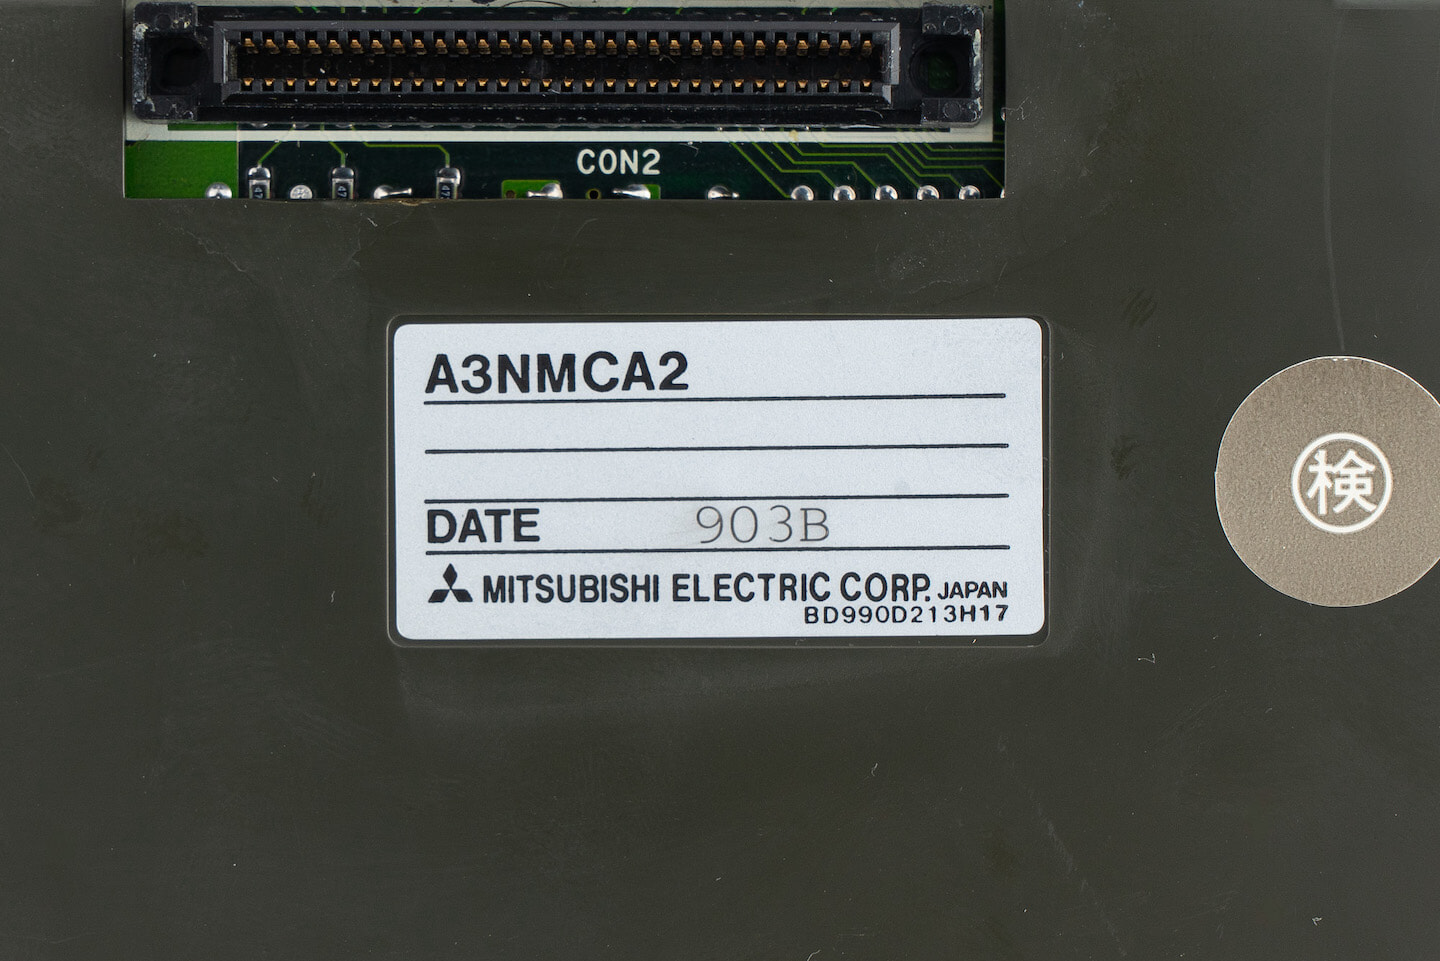 CON2
A3NMCA2
DATE 903B
MITSUBISHI ELECTRIC CORP. JAPAN
BD990D213H17
検